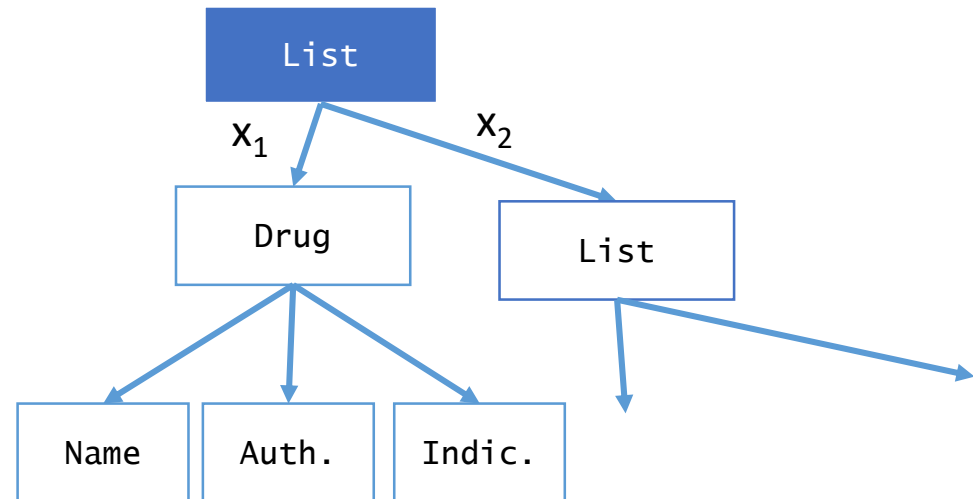 List
x₁
x₂
Drug
List
Name
Auth.
Indic.